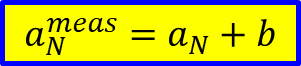 $a_N^{meas} = a_N + b$